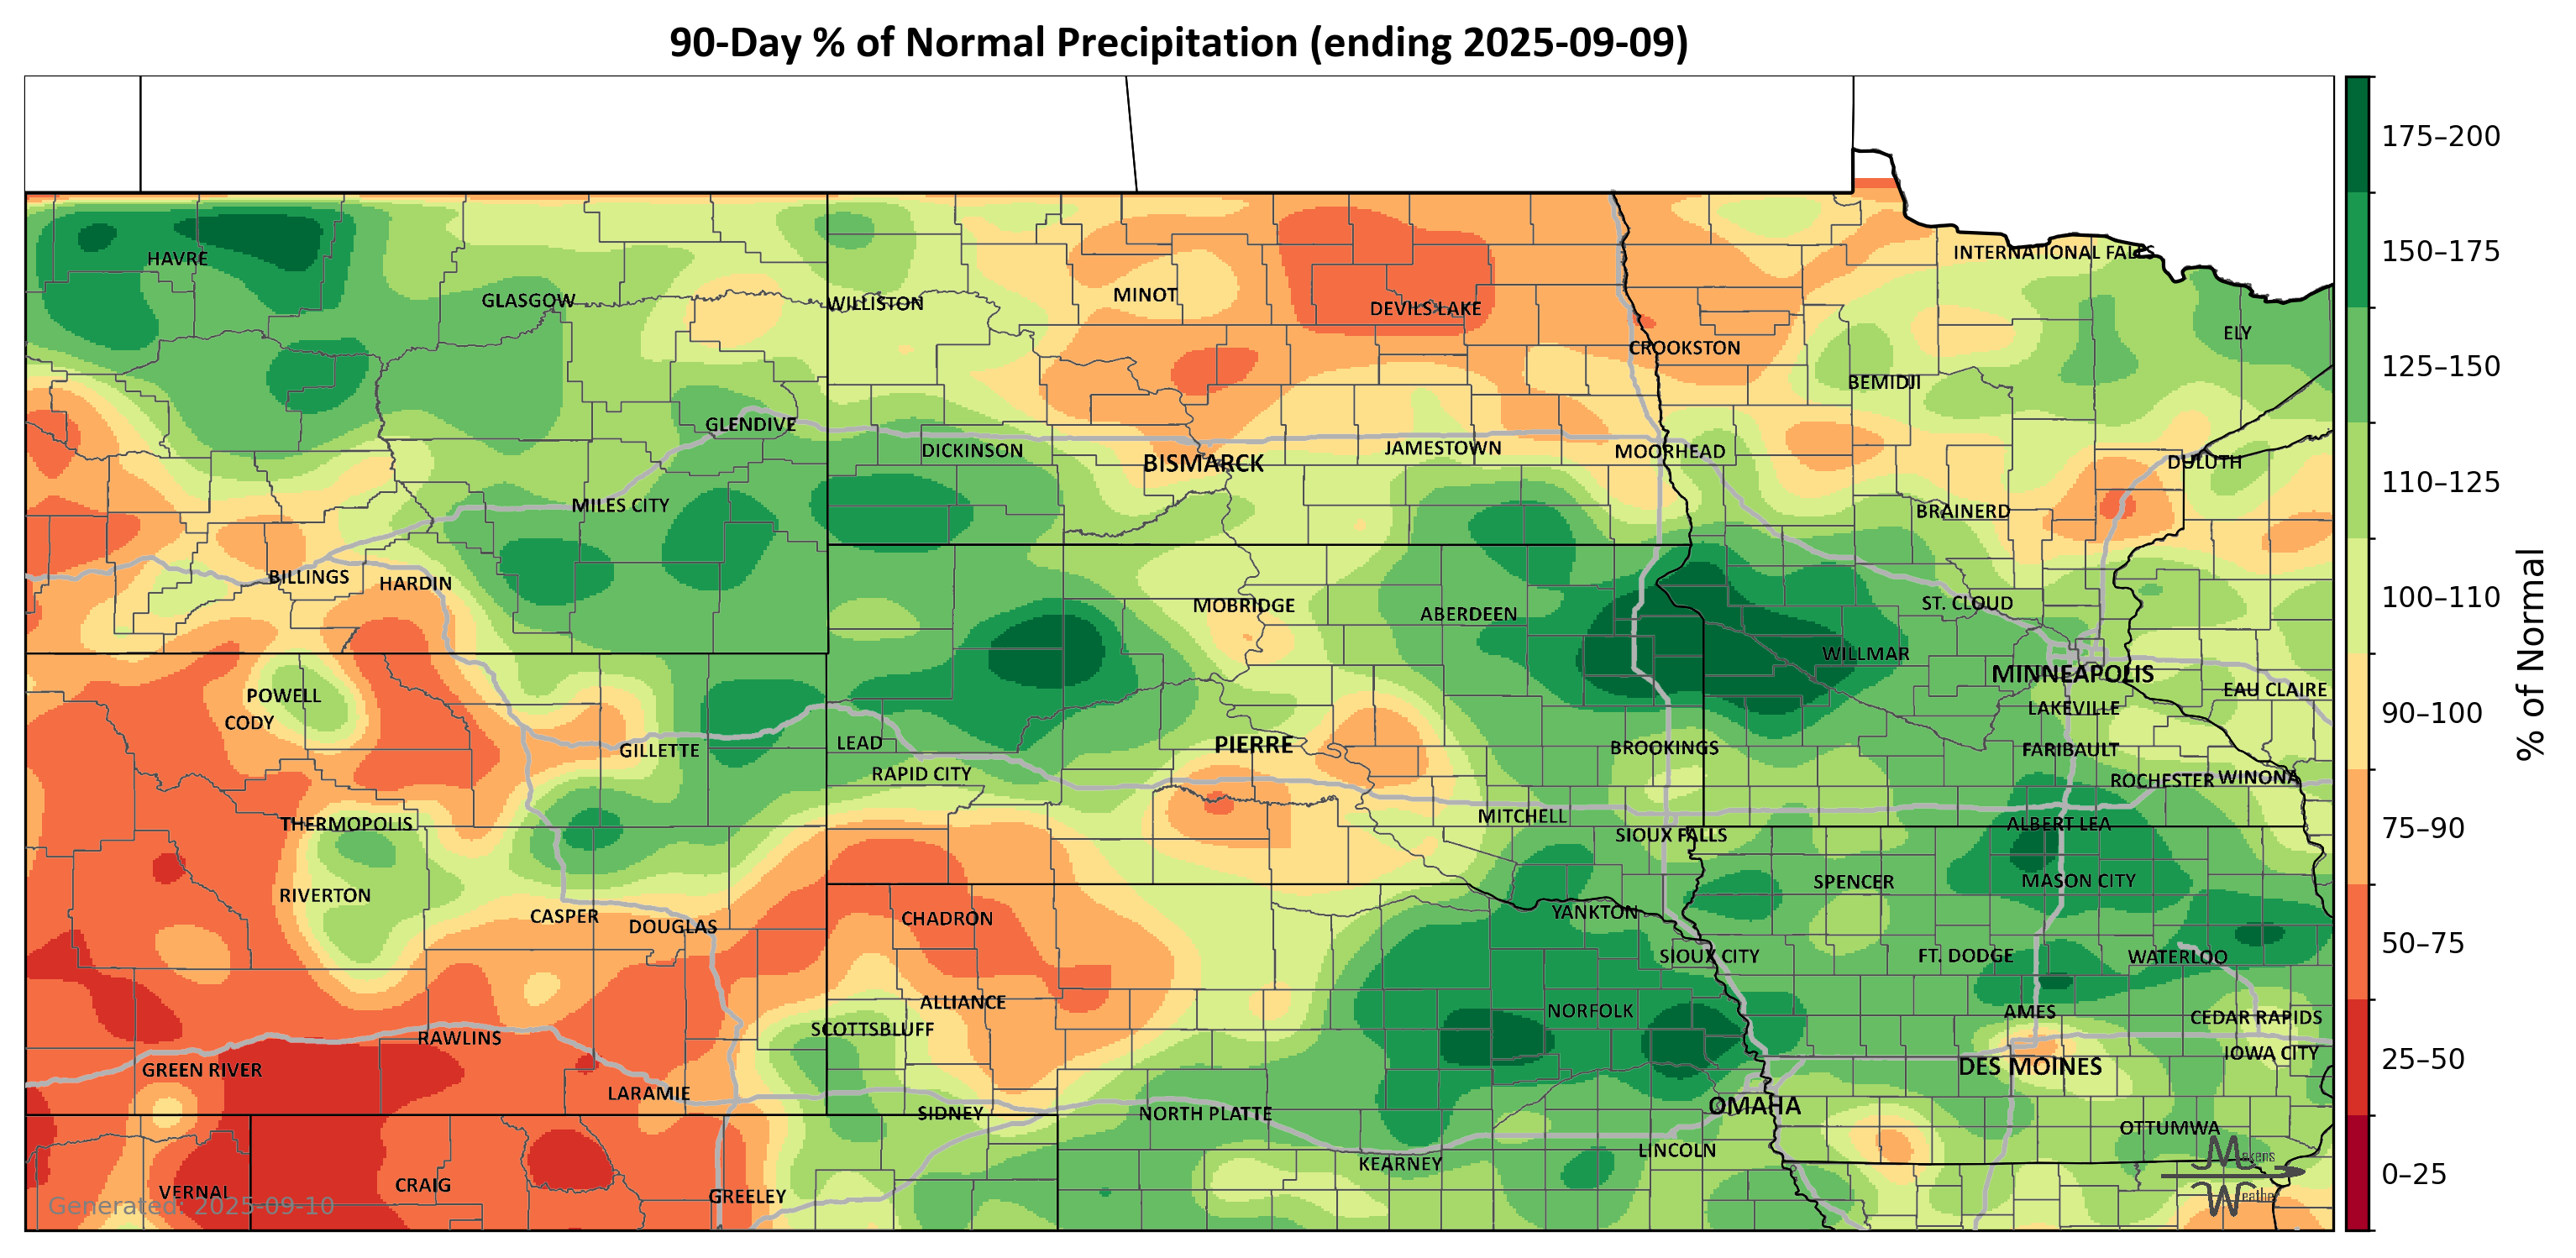 90-Day % of Normal Precipitation (ending 2025-09-09)
175–200
150–175
125–150
110–125
100–110
90–100
75–90
50–75
25–50
0–25
% of Normal
HAVRE
GLASGOW
WILLISTON
MINOT
DEVILS LAKE
CROOKSTON
INTERNATIONAL FALLS
ELY
BEMIDJI
GLENDIVE
DICKINSON
BISMARCK
JAMESTOWN
MOORHEAD
DULUTH
MILES CITY
BRAINERD
BILLINGS
HARDIN
MOBRIDGE
ABERDEEN
ST. CLOUD
WILLMAR
MINNEAPOLIS
EAU CLAIRE
POWELL
CODY
LAKEVILLE
GILLETTE
LEAD
PIERRE
BROOKINGS
FARIBAULT
RAPID CITY
ROCHESTER
WINONA
THERMOPOLIS
MITCHELL
SIOUX FALLS
ALBERT LEA
RIVERTON
SPENCER
MASON CITY
CASPER
DOUGLAS
CHADRON
YANKTON
SIOUX CITY
FT. DODGE
WATERLOO
ALLIANCE
NORFOLK
AMES
CEDAR RAPIDS
SCOTTSBLUFF
RAWLINS
IOWA CITY
GREEN RIVER
DES MOINES
LARAMIE
SIDNEY
NORTH PLATTE
OMAHA
OTTUMWA
LINCOLN
KEARNEY
VERNAL
CRAIG
GREELEY
Generated: 2025-09-10
Makens
Weather